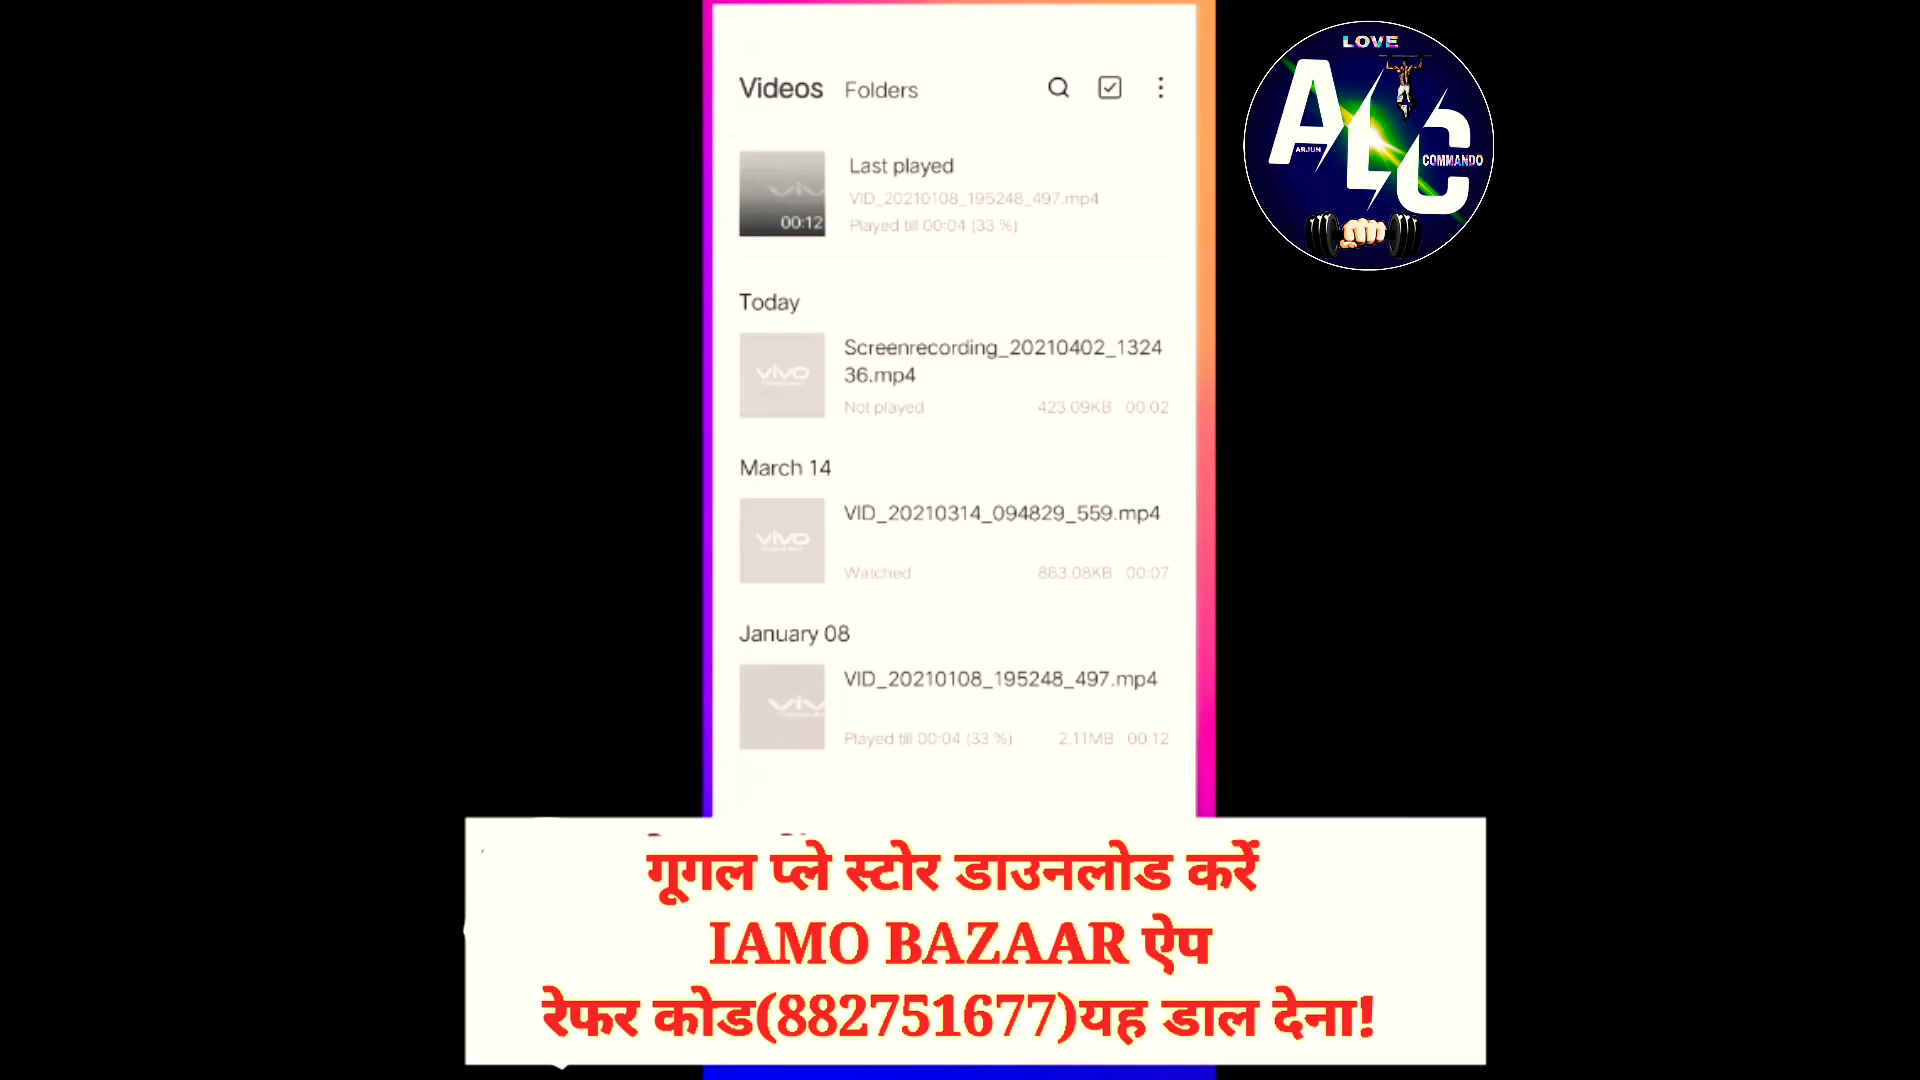 Videos Folders
Last played
VID_20210108_195248_497.mp4
Played till 00:04 (33 %)
00:12
Today
Screenrecording_20210402_1324
36.mp4
Not played 423.09KB 00:02
vivo
March 14
VID_20210314_094829_559.mp4
Watched 863.08KB 00:07
vivo
January 08
VID_20210108_195248_497.mp4
Played till 00:04 (33 %) 2.11MB 00:12
LOVE
ALC
ARJUN
COMMANDO
गूगल प्ले स्टोर डाउनलोड करें
IAMO BAZAAR ऐप
रेफर कोड(882751677)यह डाल देना!